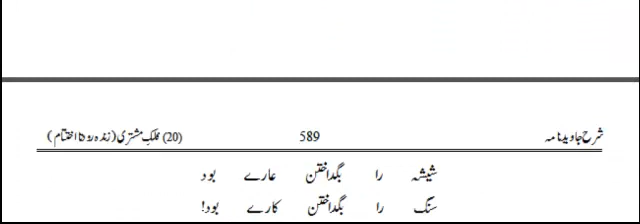 شرح جاوید نامہ 589 (20) فلک مشتری (زندہ رود کا اختتام)
شیشہ را بگداختن عارے بود
سنگ را بگداختن کارے بود!